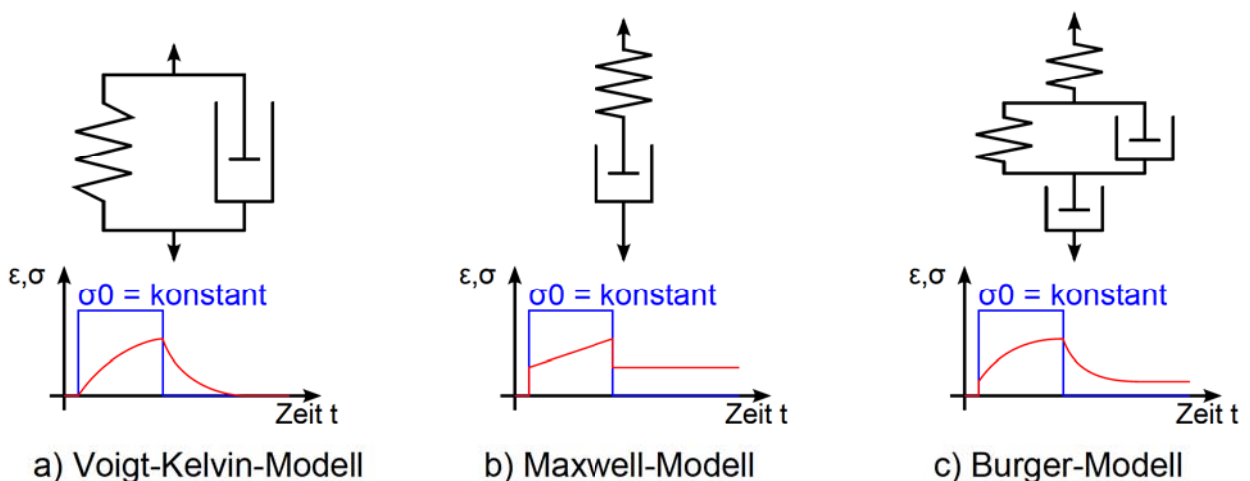 ε,σ
σ0 = konstant
Zeit t
a) Voigt-Kelvin-Modell
ε,σ
σ0 = konstant
Zeit t
b) Maxwell-Modell
ε,σ
σ0 = konstant
Zeit t
c) Burger-Modell